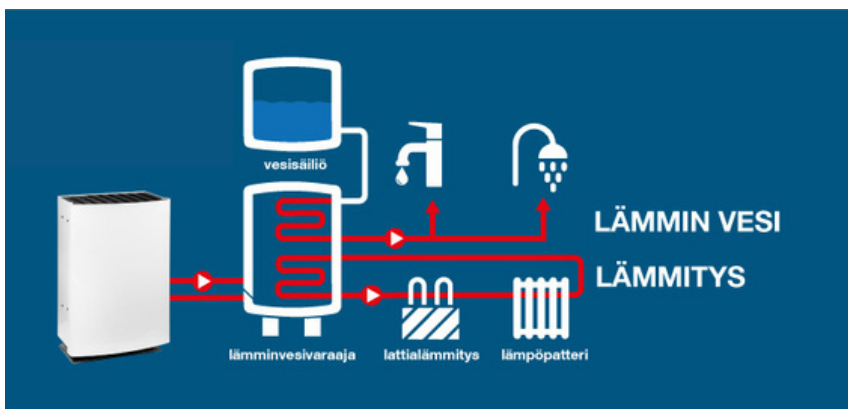 vesisäiliö
LÄMMIN VESI
LÄMMITYS
lämminvesivaraaja
lattialämmitys
lämpöpatteri